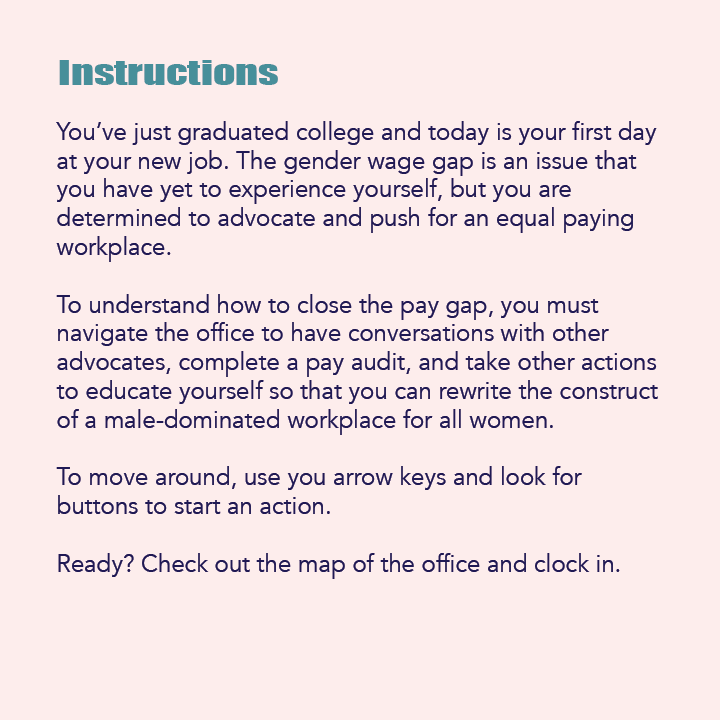 Instructions
You’ve just graduated college and today is your first day
at your new job. The gender wage gap is an issue that
you have yet to experience yourself, but you are
determined to advocate and push for an equal paying
workplace.
To understand how to close the pay gap, you must
navigate the office to have conversations with other
advocates, complete a pay audit, and take other actions
to educate yourself so that you can rewrite the construct
of a male-dominated workplace for all women.
To move around, use you arrow keys and look for
buttons to start an action.
Ready? Check out the map of the office and clock in.